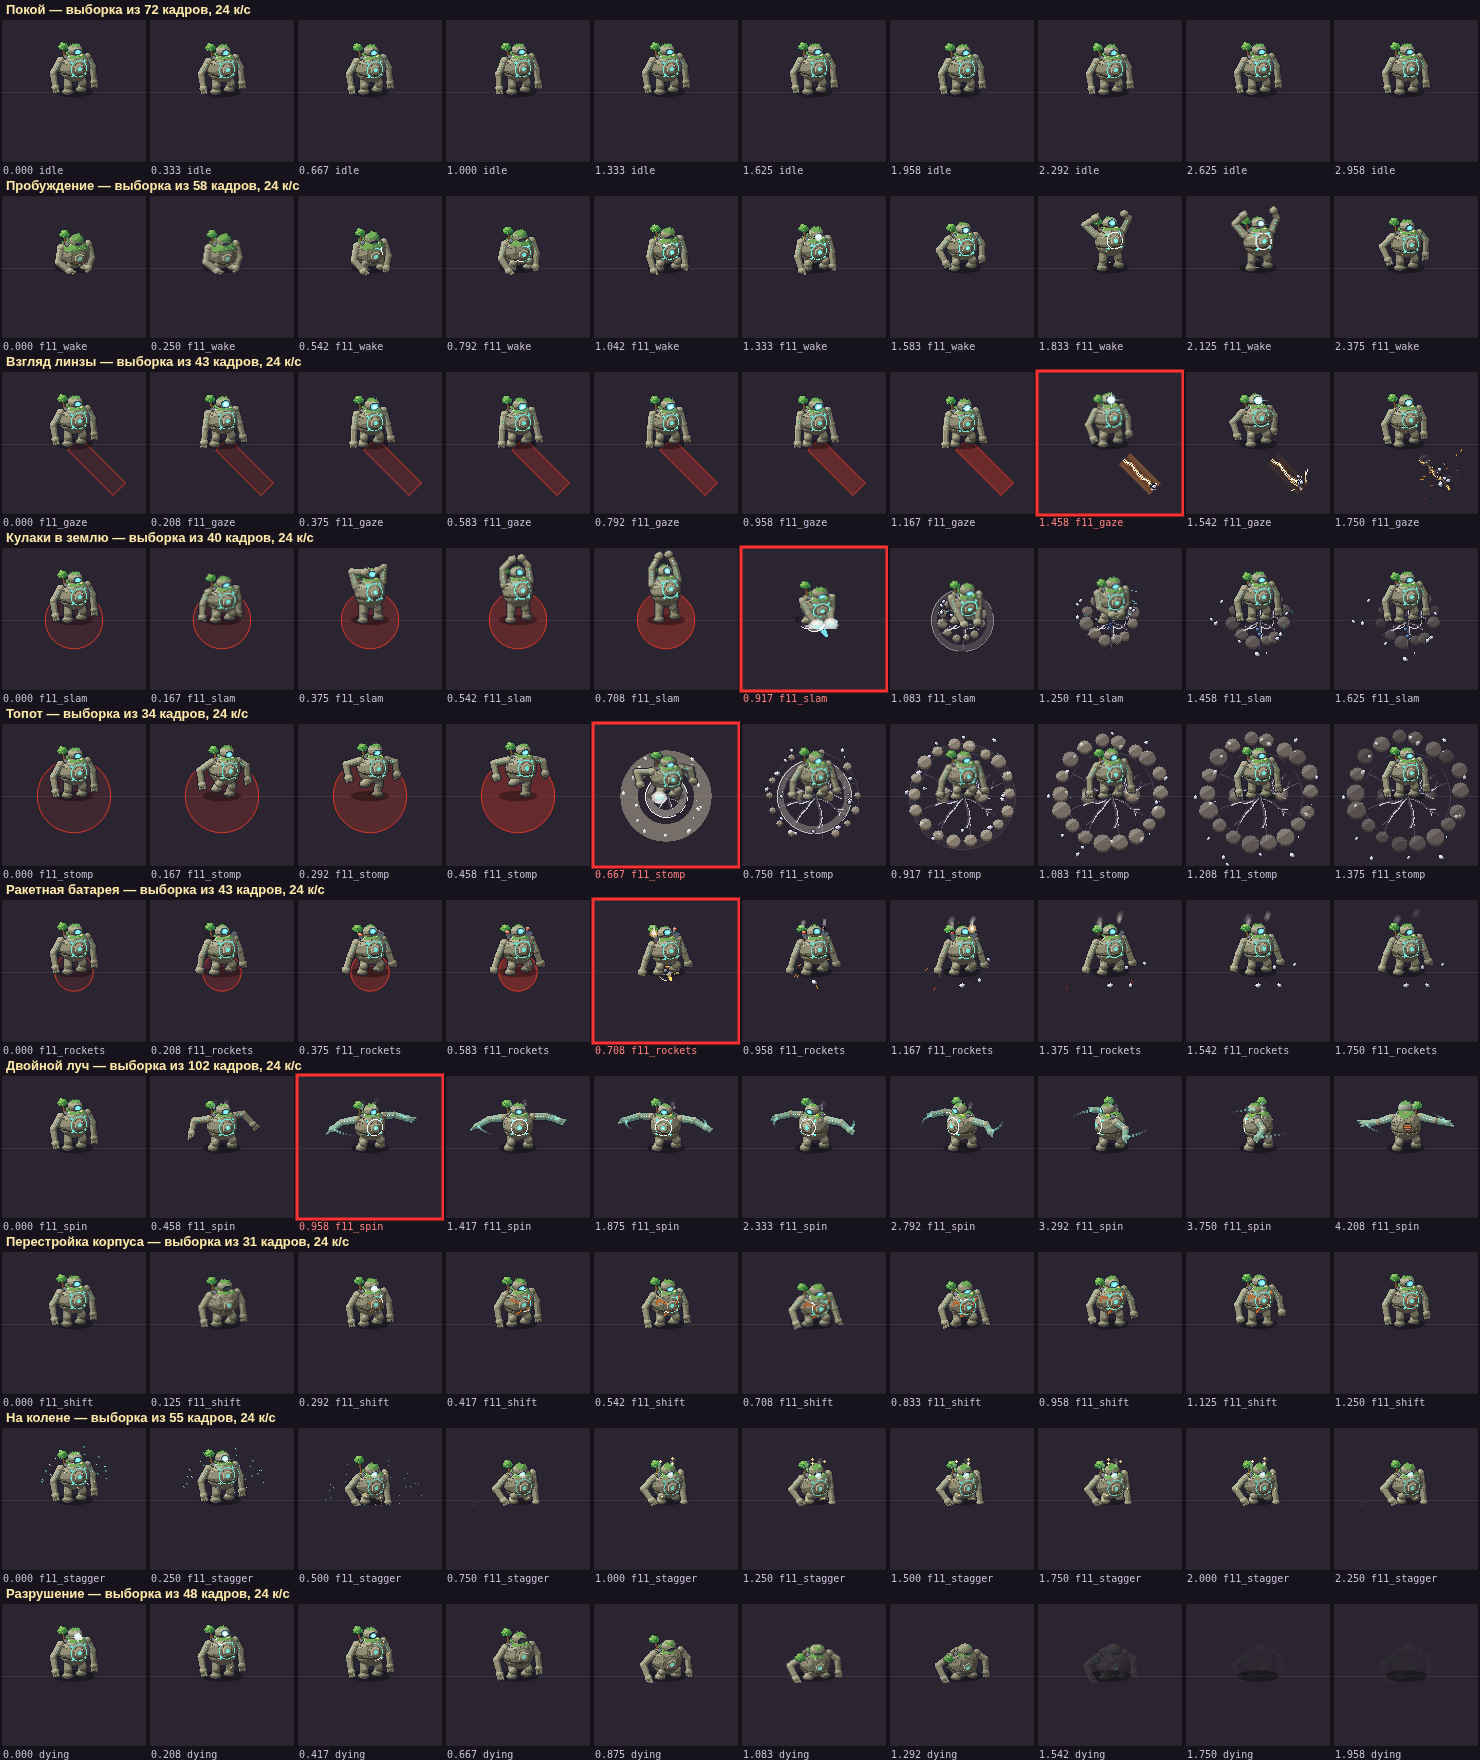 Покой — выборка из 72 кадров, 24 к/с
0.000 idle 0.333 idle 0.667 idle 1.000 idle 1.333 idle 1.625 idle 1.958 idle 2.292 idle 2.625 idle 2.958 idle
Пробуждение — выборка из 58 кадров, 24 к/с
0.000 f11_wake 0.250 f11_wake 0.542 f11_wake 0.792 f11_wake 1.042 f11_wake 1.333 f11_wake 1.583 f11_wake 1.833 f11_wake 2.125 f11_wake 2.375 f11_wake
Взгляд линзы — выборка из 43 кадров, 24 к/с
0.000 f11_gaze 0.208 f11_gaze 0.375 f11_gaze 0.583 f11_gaze 0.792 f11_gaze 0.958 f11_gaze 1.167 f11_gaze 1.458 f11_gaze 1.542 f11_gaze 1.750 f11_gaze
Кулаки в землю — выборка из 40 кадров, 24 к/с
0.000 f11_slam 0.167 f11_slam 0.375 f11_slam 0.542 f11_slam 0.708 f11_slam 0.917 f11_slam 1.083 f11_slam 1.250 f11_slam 1.458 f11_slam 1.625 f11_slam
Топот — выборка из 34 кадров, 24 к/с
0.000 f11_stomp 0.167 f11_stomp 0.292 f11_stomp 0.458 f11_stomp 0.667 f11_stomp 0.750 f11_stomp 0.917 f11_stomp 1.083 f11_stomp 1.208 f11_stomp 1.375 f11_stomp
Ракетная батарея — выборка из 43 кадров, 24 к/с
0.000 f11_rockets 0.208 f11_rockets 0.375 f11_rockets 0.583 f11_rockets 0.708 f11_rockets 0.958 f11_rockets 1.167 f11_rockets 1.375 f11_rockets 1.542 f11_rockets 1.750 f11_rockets
Двойной луч — выборка из 102 кадров, 24 к/с
0.000 f11_spin 0.458 f11_spin 0.958 f11_spin 1.417 f11_spin 1.875 f11_spin 2.333 f11_spin 2.792 f11_spin 3.292 f11_spin 3.750 f11_spin 4.208 f11_spin
Перестройка корпуса — выборка из 31 кадров, 24 к/с
0.000 f11_shift 0.125 f11_shift 0.292 f11_shift 0.417 f11_shift 0.542 f11_shift 0.708 f11_shift 0.833 f11_shift 0.958 f11_shift 1.125 f11_shift 1.250 f11_shift
На колене — выборка из 55 кадров, 24 к/с
0.000 f11_stagger 0.250 f11_stagger 0.500 f11_stagger 0.750 f11_stagger 1.000 f11_stagger 1.250 f11_stagger 1.500 f11_stagger 1.750 f11_stagger 2.000 f11_stagger 2.250 f11_stagger
Разрушение — выборка из 48 кадров, 24 к/с
0.000 dying 0.208 dying 0.417 dying 0.667 dying 0.875 dying 1.083 dying 1.292 dying 1.542 dying 1.750 dying 1.958 dying